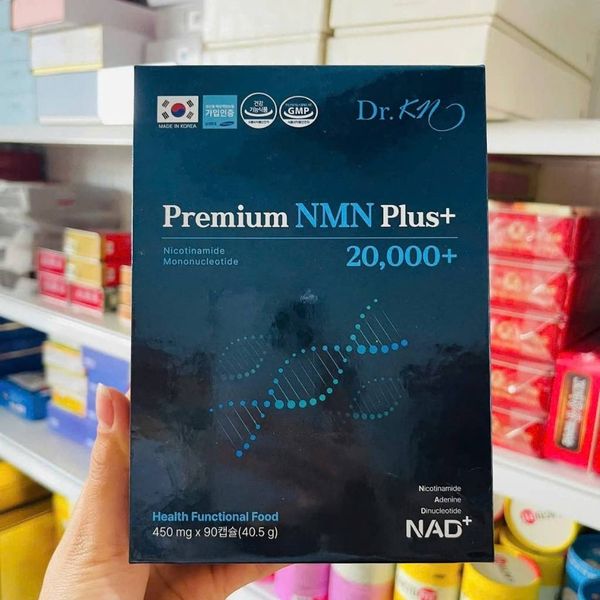 MADE IN KOREA
가입인증
건강
기능식품
GMP
Dr.KN
Premium NMN Plus+
Nicotinamide
Mononucleotide
20,000+
Nicotinamide
Adenine
Dinucleotide
NAD+
Health Functional Food
450 mg x 90캡슐(40.5 g)